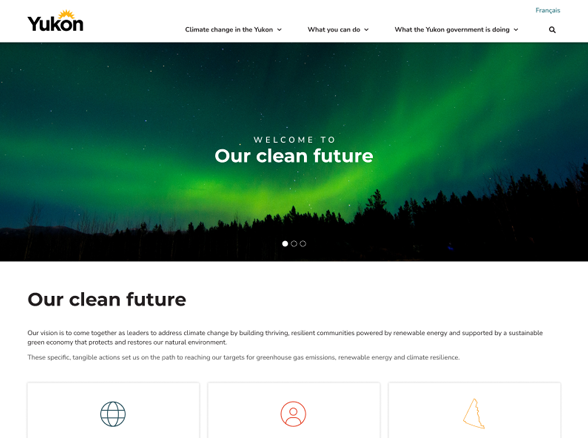 Français
Yukon
Climate change in the Yukon
What you can do
What the Yukon government is doing
WELCOME TO
Our clean future
Our clean future
Our vision is to come together as leaders to address climate change by building thriving, resilient communities powered by renewable energy and supported by a sustainable
green economy that protects and restores our natural environment.
These specific, tangible actions set us on the path to reaching our targets for greenhouse gas emissions, renewable energy and climate resilience.